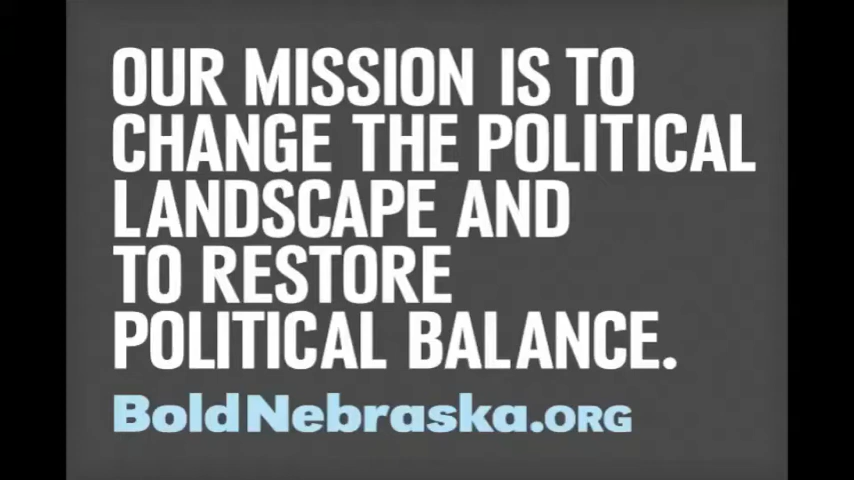 OUR MISSION IS TO
CHANGE THE POLITICAL
LANDSCAPE AND
TO RESTORE
POLITICAL BALANCE.
BoldNebraska.ORG